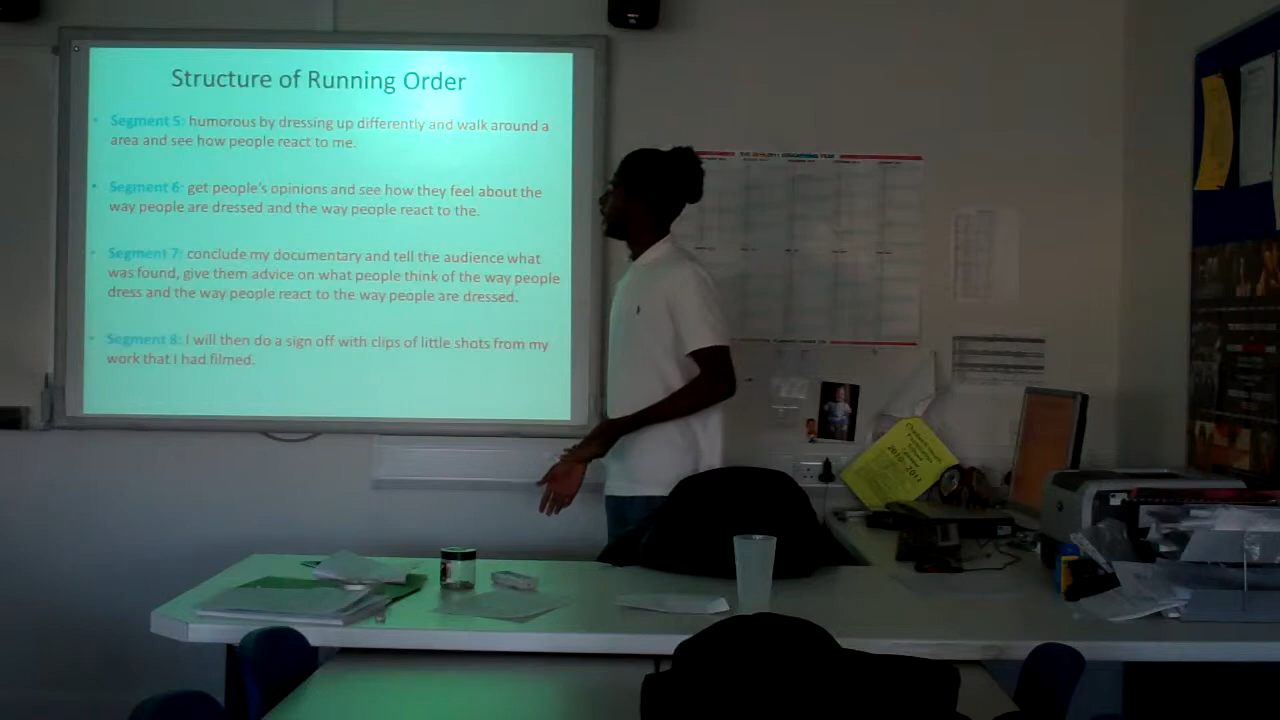 Structure of Running Order
• Segment 5: humorous by dressing up differently and walk around a
area and see how people react to me.
• Segment 6: get people's opinions and see how they feel about the
way people are dressed and the way people react to the.
• Segment 7: conclude my documentary and tell the audience what
was found, give them advice on what people think of the way people
dress and the way people react to the way people are dressed.
• Segment 8: I will then do a sign off with clips of little shots from my
work that I had filmed.
2010-2011